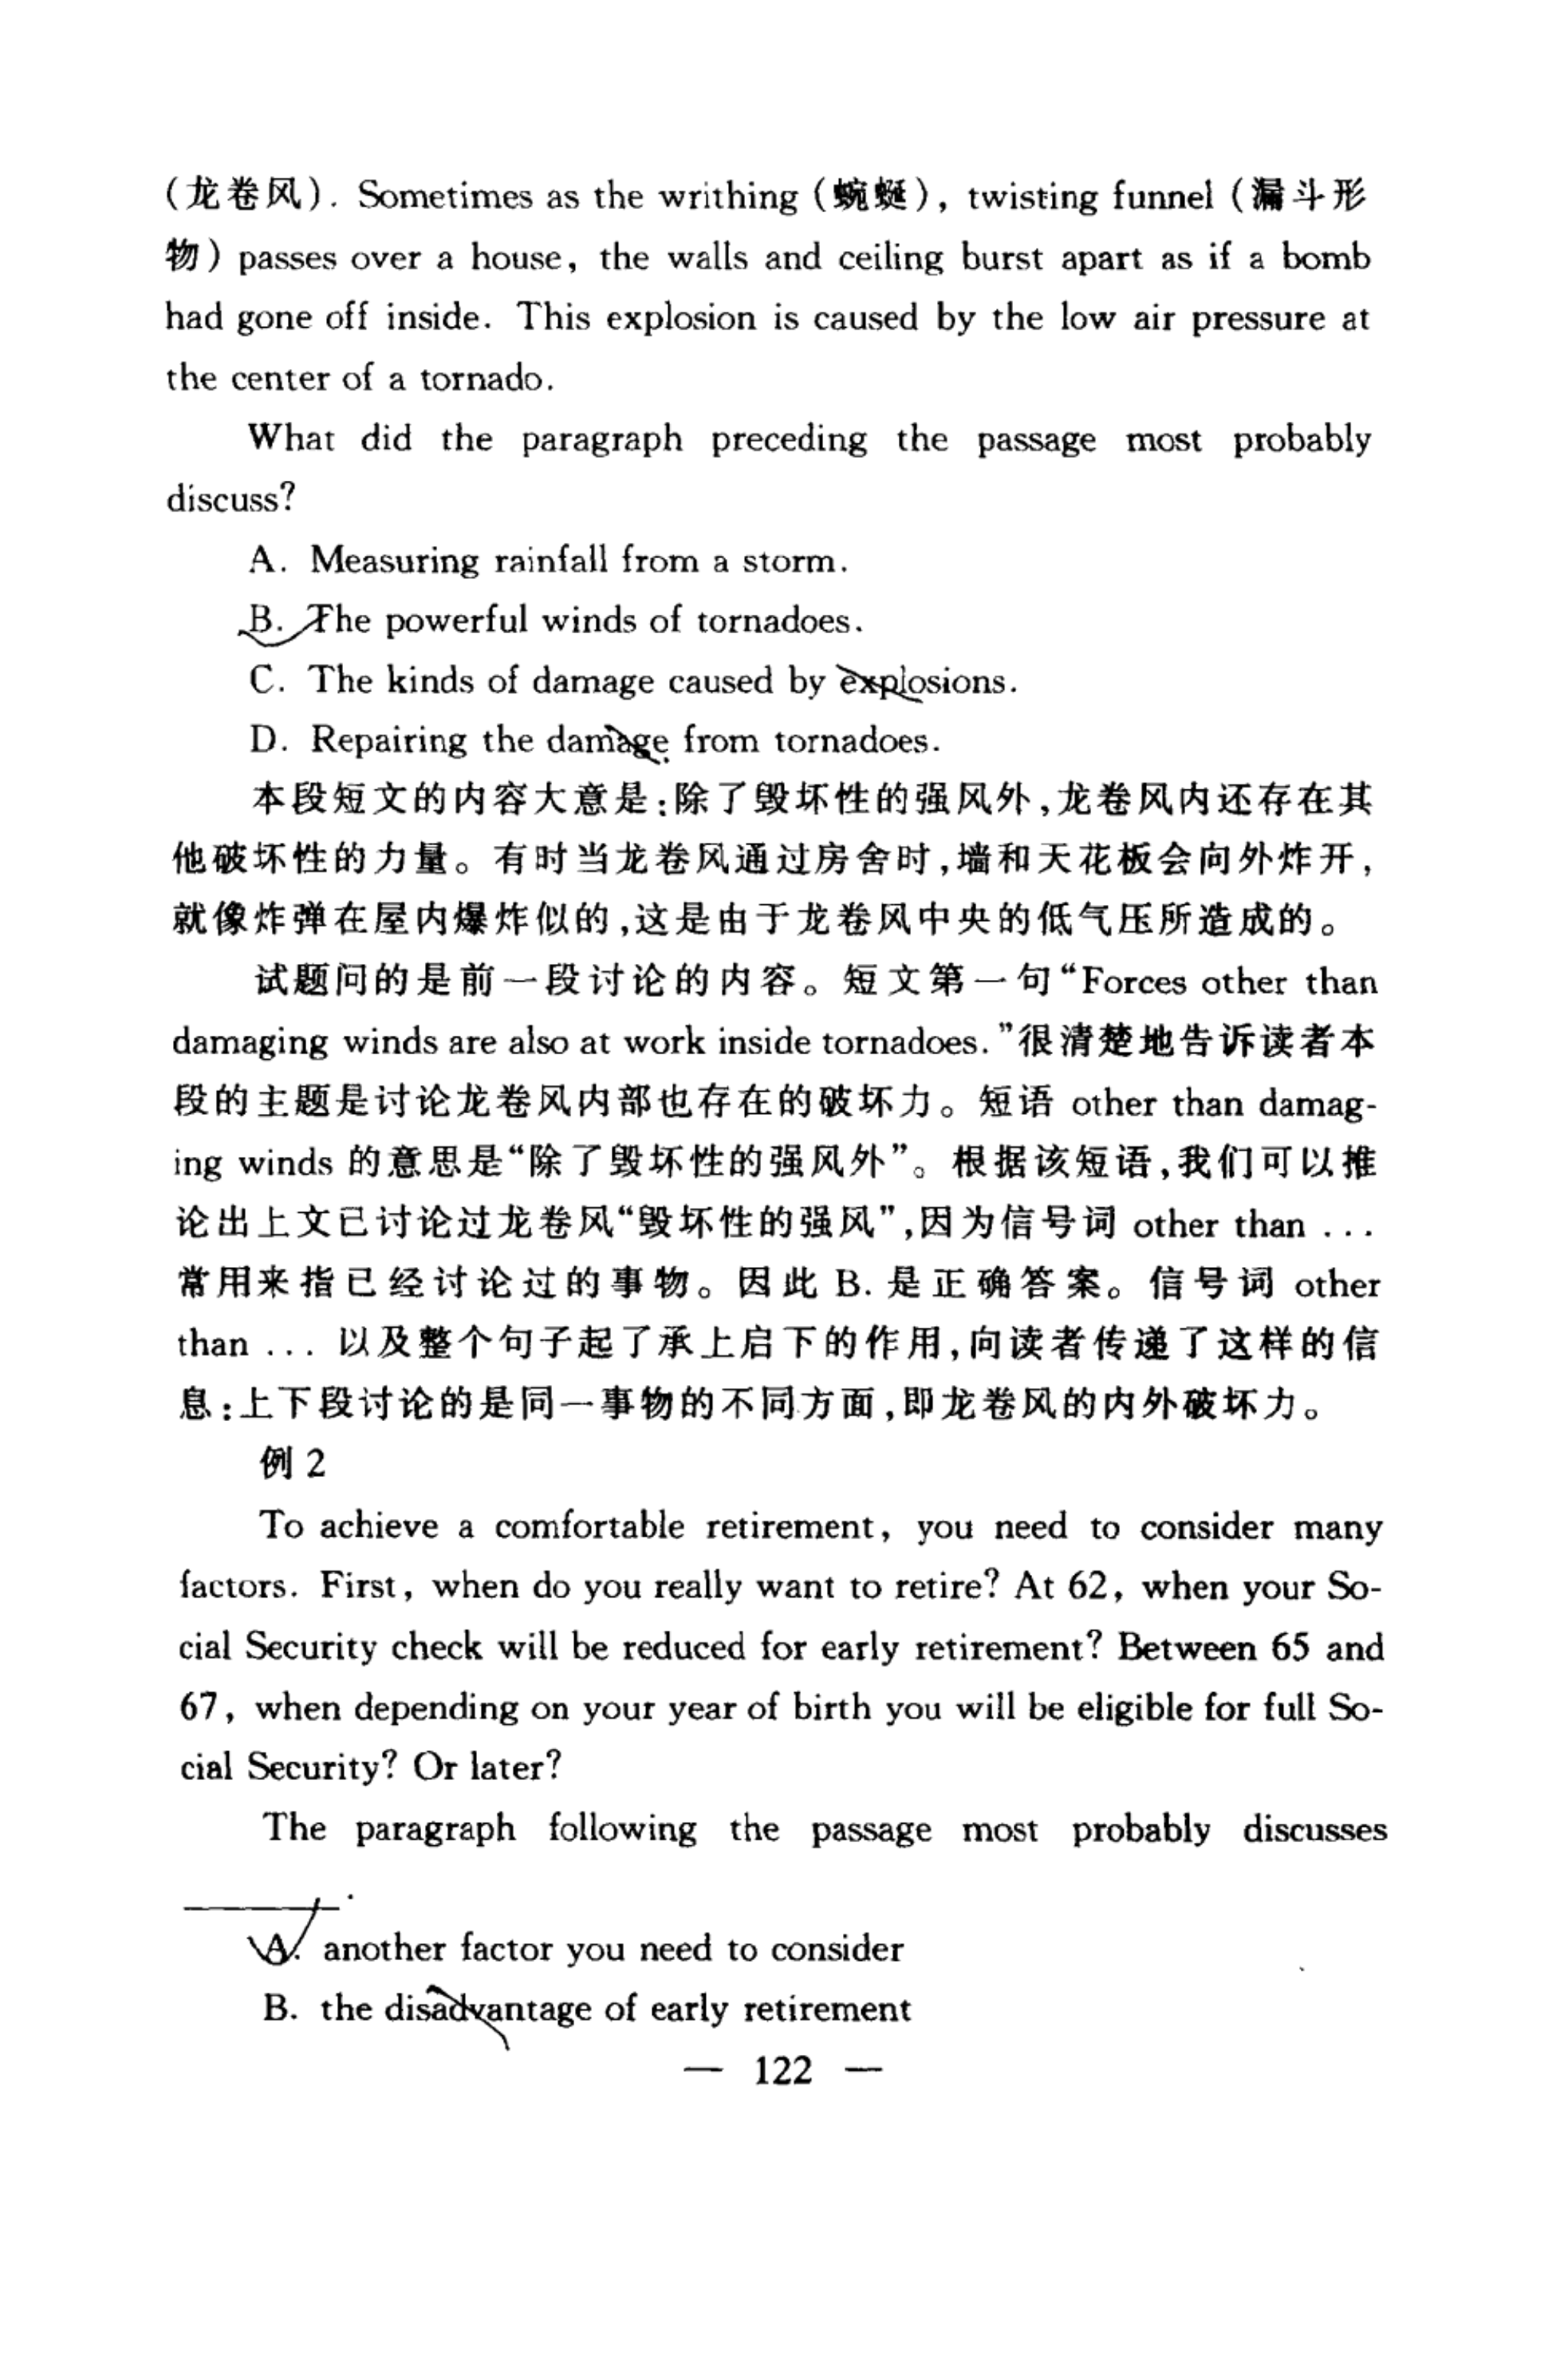 (龙卷风). Sometimes as the writhing (蜿蜒), twisting funnel (漏斗形
物) passes over a house, the walls and ceiling burst apart as if a bomb
had gone off inside. This explosion is caused by the low air pressure at
the center of a tornado.
What did the paragraph preceding the passage most probably
discuss?
A. Measuring rainfall from a storm.
B. The powerful winds of tornadoes.
C. The kinds of damage caused by explosions.
D. Repairing the damage from tornadoes.
本段短文的内容大意是:除了毁坏性的强风外,龙卷风内还存在其
他破坏性的力量。有时当龙卷风通过房舍时,墙和天花板会向外炸开,
就像炸弹在屋内爆炸似的,这是由于龙卷风中央的低气压所造成的。
试题问的是前一段讨论的内容。短文第一句“Forces other than
damaging winds are also at work inside tornadoes.”很清楚地告诉读者本
段的主题是讨论龙卷风内部也存在的破坏力。短语 other than damag-
ing winds 的意思是“除了毁坏性的强风外”。根据该短语,我们可以推
论出上文已讨论过龙卷风“毁坏性的强风”,因为信号词 other than ...
常用来指已经讨论过的事物。因此 B. 是正确答案。信号词 other
than ... 以及整个句子起了承上启下的作用,向读者传递了这样的信
息:上下段讨论的是同一事物的不同方面,即龙卷风的内外破坏力。
例 2
To achieve a comfortable retirement, you need to consider many
factors. First, when do you really want to retire? At 62, when your So-
cial Security check will be reduced for early retirement? Between 65 and
67, when depending on your year of birth you will be eligible for full So-
cial Security? Or later?
The paragraph following the passage most probably discusses
________.
A. another factor you need to consider
B. the disadvantage of early retirement
— 122 —